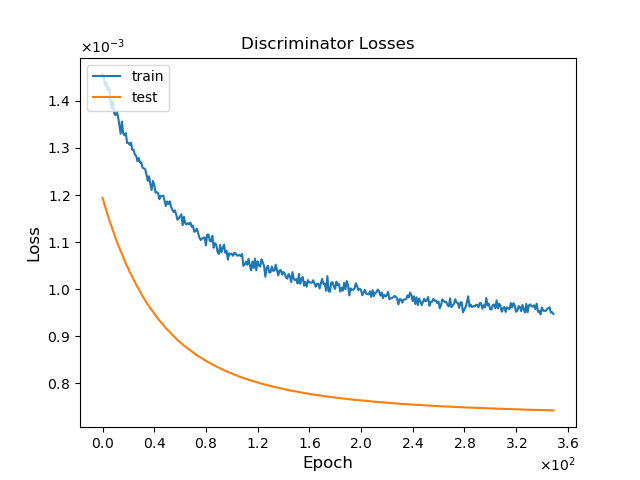 Discriminator Losses
×10⁻³
train
test
1.4
1.3
1.2
1.1
1.0
0.9
0.8
Loss
0.0 0.4 0.8 1.2 1.6 2.0 2.4 2.8 3.2 3.6
Epoch
×10²